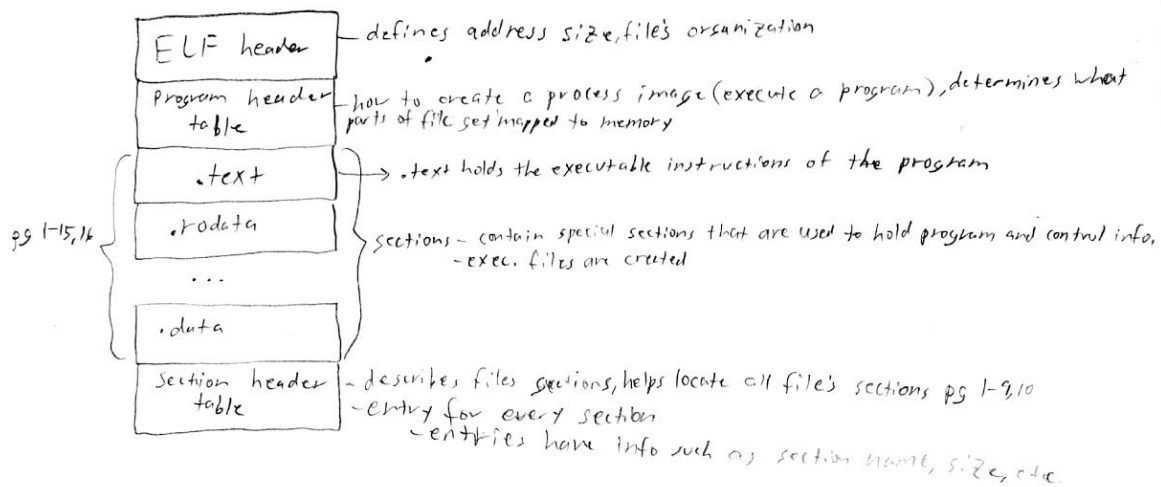 ELF header
- defines address size, file's organization
Program header
table
- how to create a process image (execute a program), determines what
parts of file get mapped to memory
.text
→ .text holds the executable instructions of the program
pg 1-15,16
.rodata
sections - contain special sections that are used to hold program and control info.
- exec. files are created
...
.data
section header
table
- describes files sections, helps locate all file's sections pg 1-9,10
- entry for every section
- entries have info such as section name, size, etc.